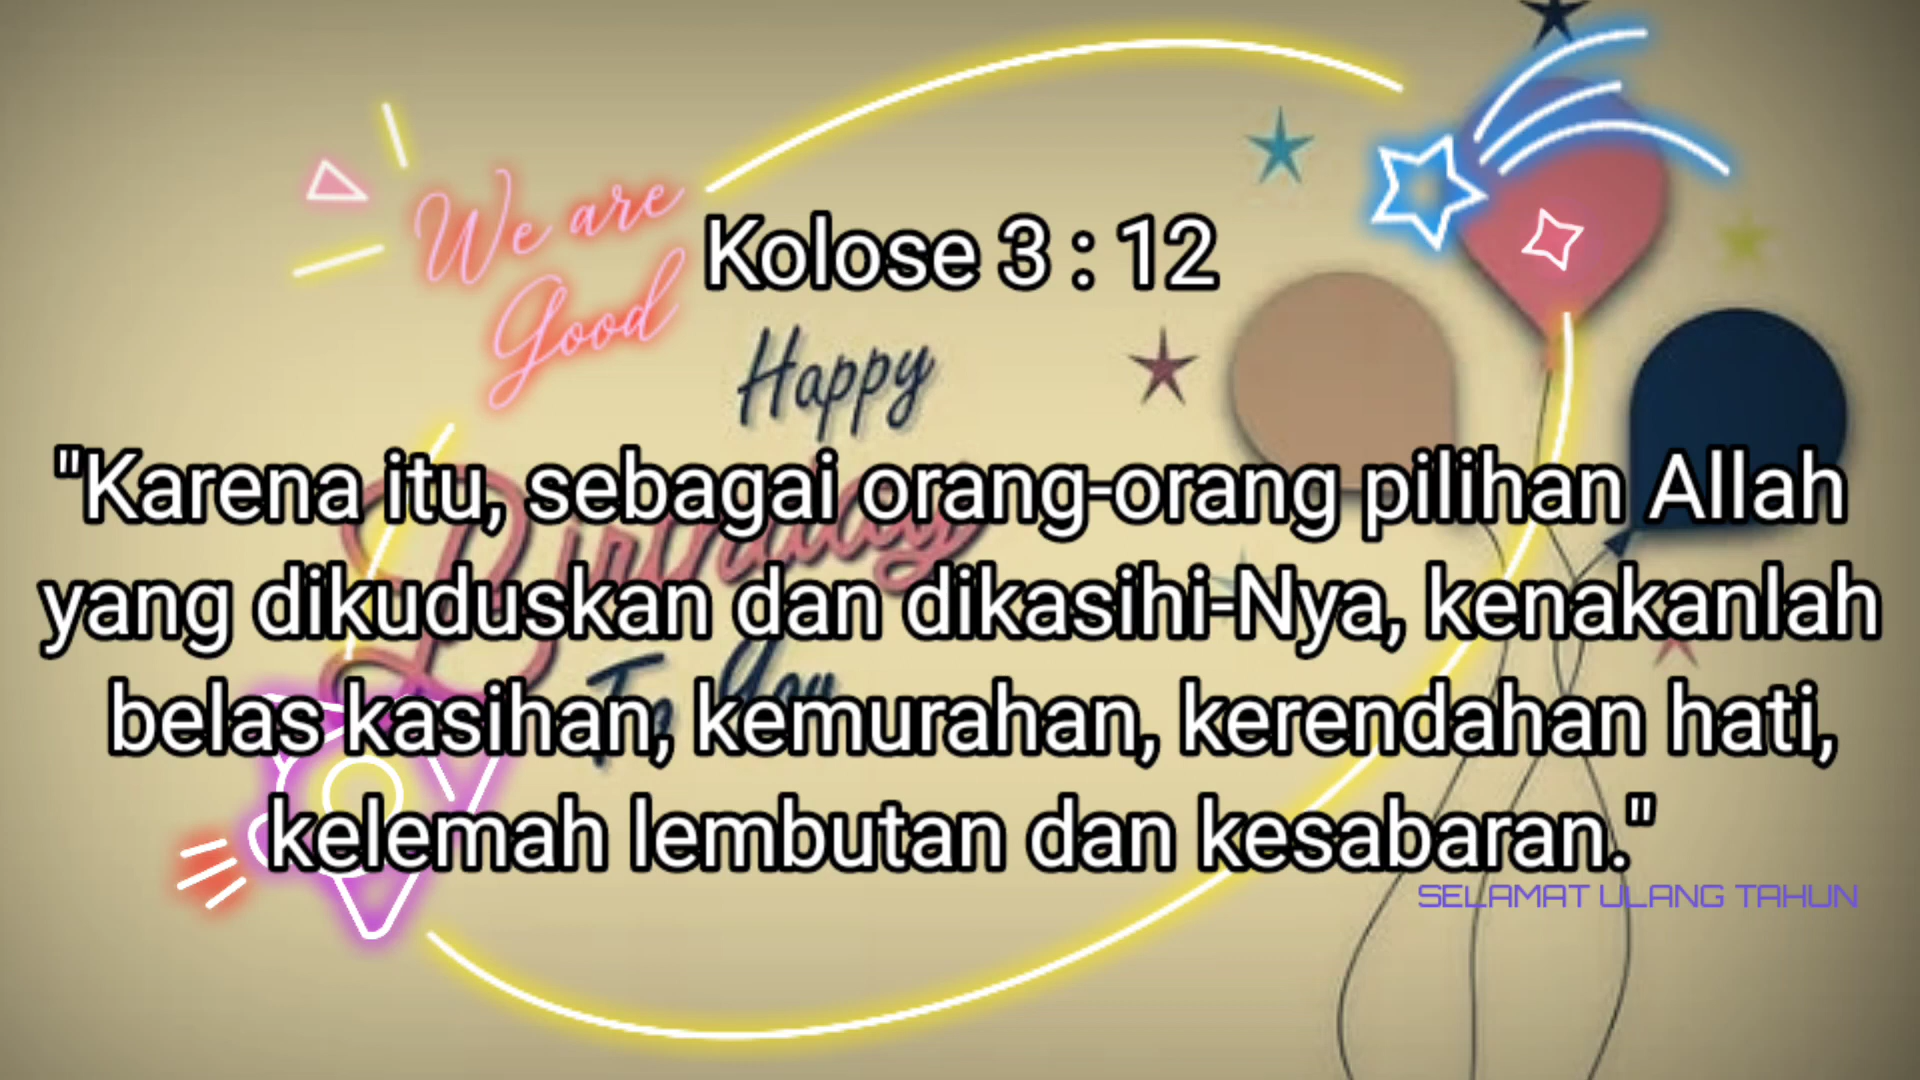 We are
Good
Kolose 3 : 12
Happy
"Karena itu, sebagai orang-orang pilihan Allah
Birthday
yang dikuduskan dan dikasihi-Nya, kenakanlah
To You
belas kasihan, kemurahan, kerendahan hati,
kelemah lembutan dan kesabaran."
SELAMAT ULANG TAHUN